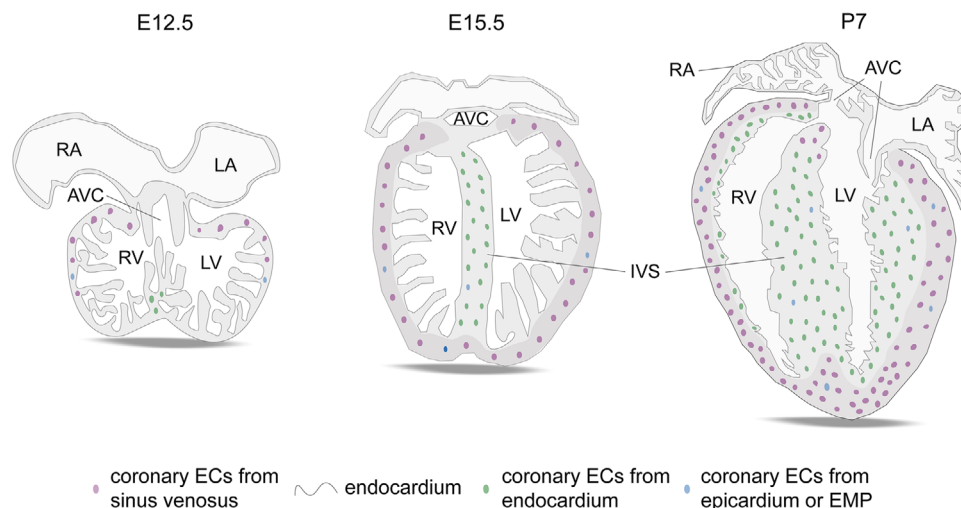 E12.5
E15.5
P7
RA
LA
AVC
RV
LV
AVC
RV
LV
IVS
RA
AVC
LA
RV
LV
coronary ECs from
sinus venosus
endocardium
coronary ECs from
endocardium
coronary ECs from
epicardium or EMP